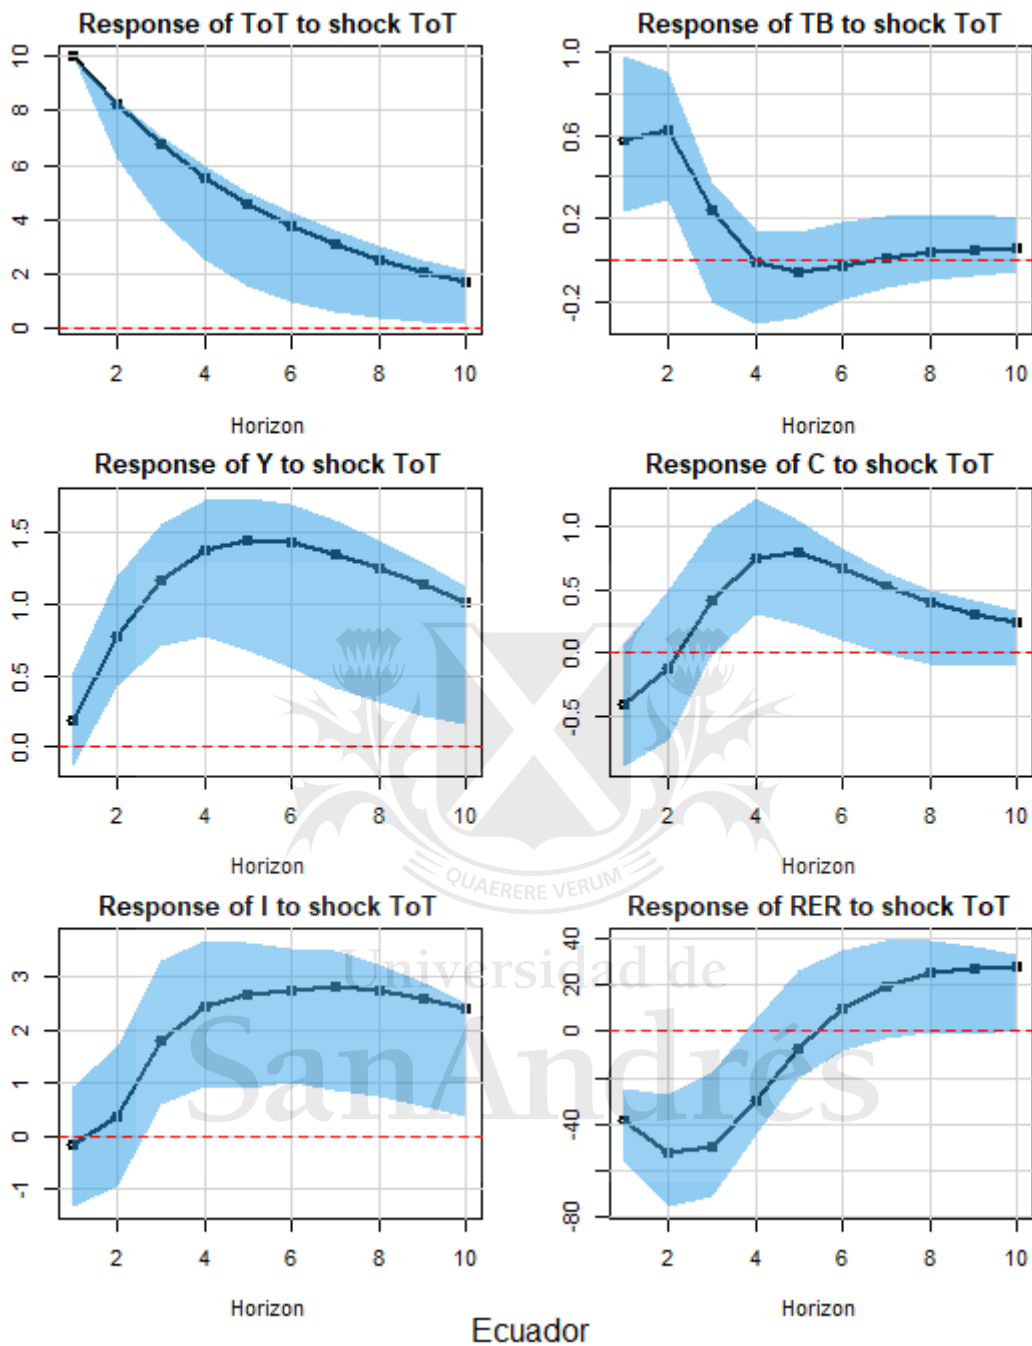 Response of ToT to shock ToT
0 2 4 6 8 10
2 4 6 8 10
Horizon
Response of TB to shock ToT
-0.2 0.2 0.6 1.0
2 4 6 8 10
Horizon
Response of Y to shock ToT
0.0 0.5 1.0 1.5
2 4 6 8 10
Horizon
Response of C to shock ToT
-0.5 0.0 0.5 1.0
2 4 6 8 10
Horizon
QUAERERE VERUM
Response of I to shock ToT
-1 0 1 2 3
2 4 6 8 10
Horizon
Response of RER to shock ToT
-80 -40 0 20 40
2 4 6 8 10
Horizon
Universidad de
SanAndrés
Ecuador